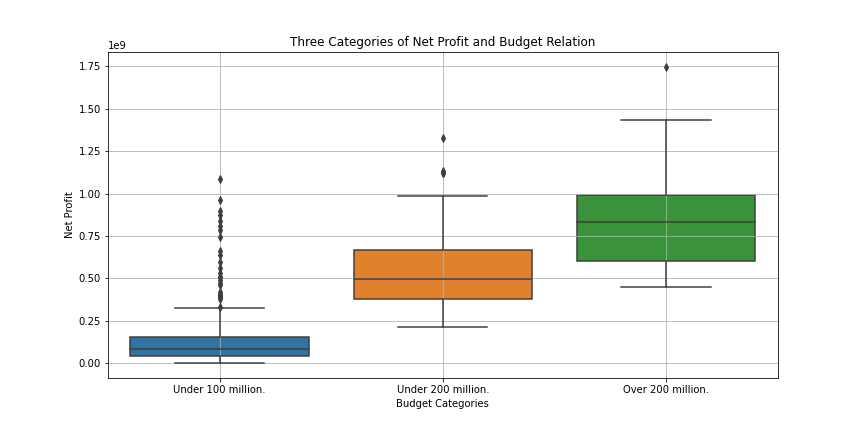 Three Categories of Net Profit and Budget Relation
1e9
1.75
1.50
1.25
1.00
0.75
0.50
0.25
0.00
Net Profit
Under 100 million.
Under 200 million.
Over 200 million.
Budget Categories